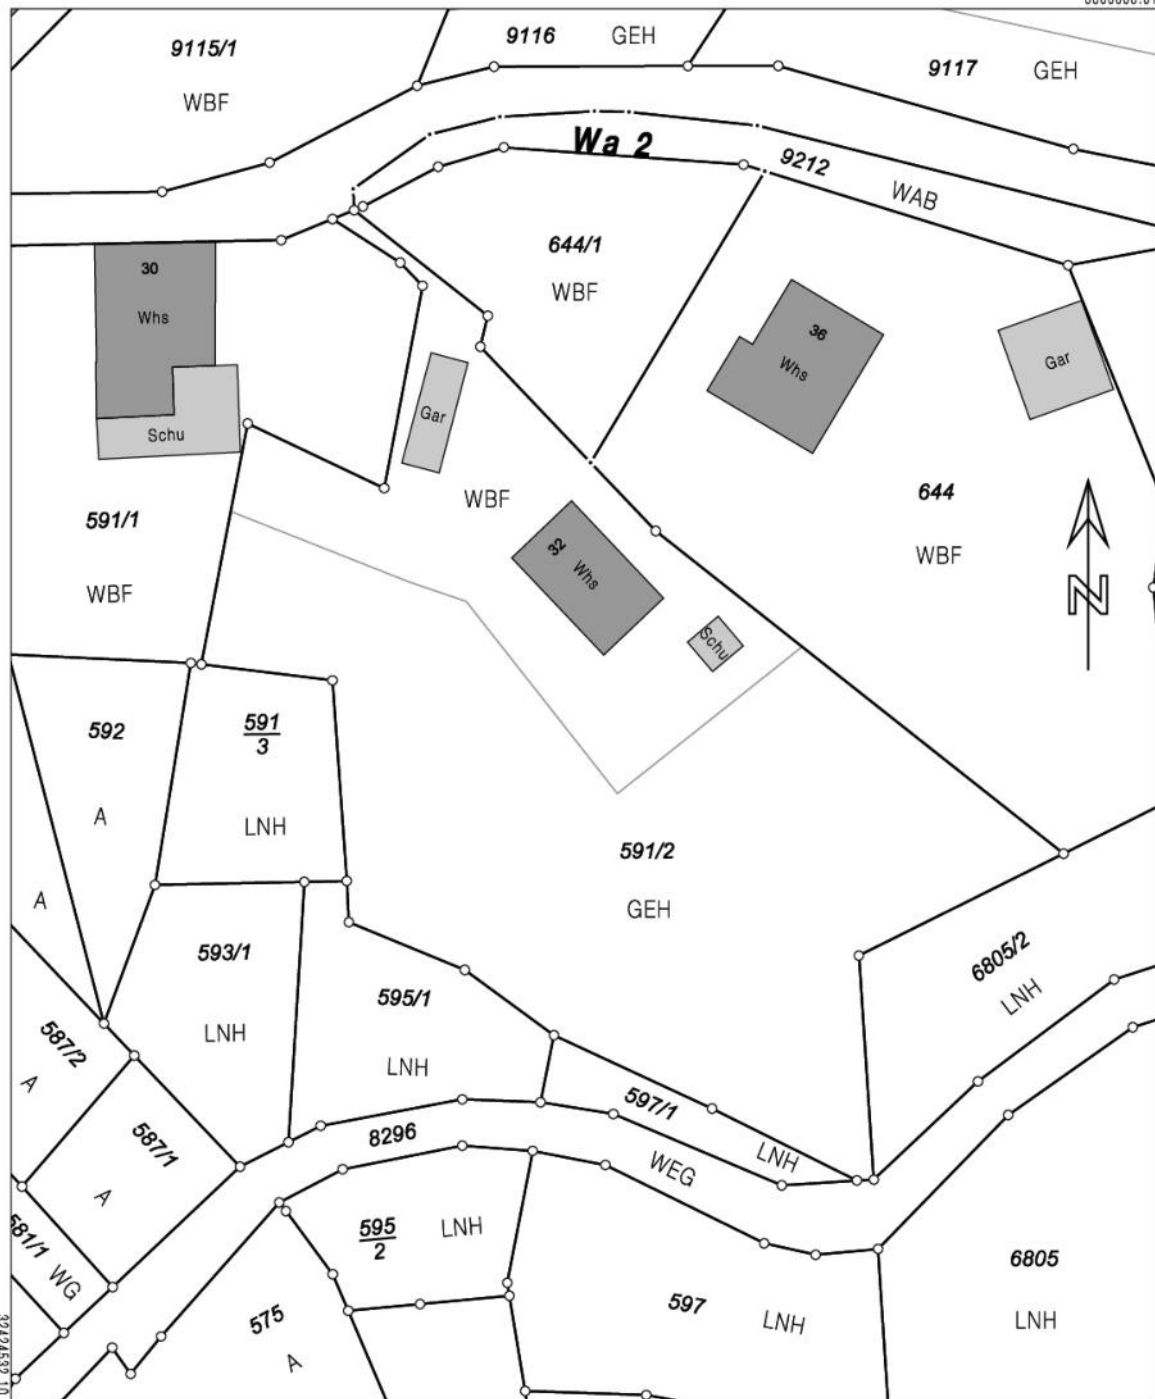 9116 GEH
9115/1
9117 GEH
WBF
Wa 2
9212
WAB
644/1
WBF
30
Whs
36
Whs
Gar
Gar
Schu
644
WBF
WBF
591/1
WBF
32
Whs
Schu
N
592
A
591
3
LNH
591/2
GEH
A
593/1
LNH
595/1
LNH
6805/2
LNH
587/2
A
587/1
A
597/1
LNH
8296
WEG
595
2
LNH
581/1
WG
6805
LNH
597
LNH
575
A